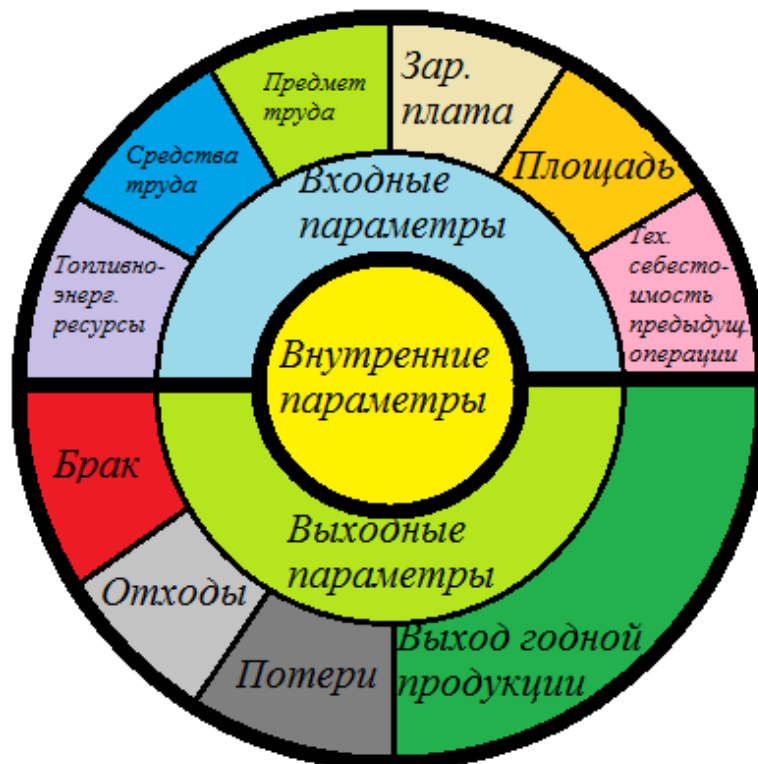 Зар.
плата
Предмет
труда
Средства
труда
Площадь
Входные
параметры
Тех.
себесто-
имость
предыдущ.
операции
Топливно-
энерг.
ресурсы
Внутренние
параметры
Брак
Выходные
параметры
Отходы
Потери
Выход годной
продукции